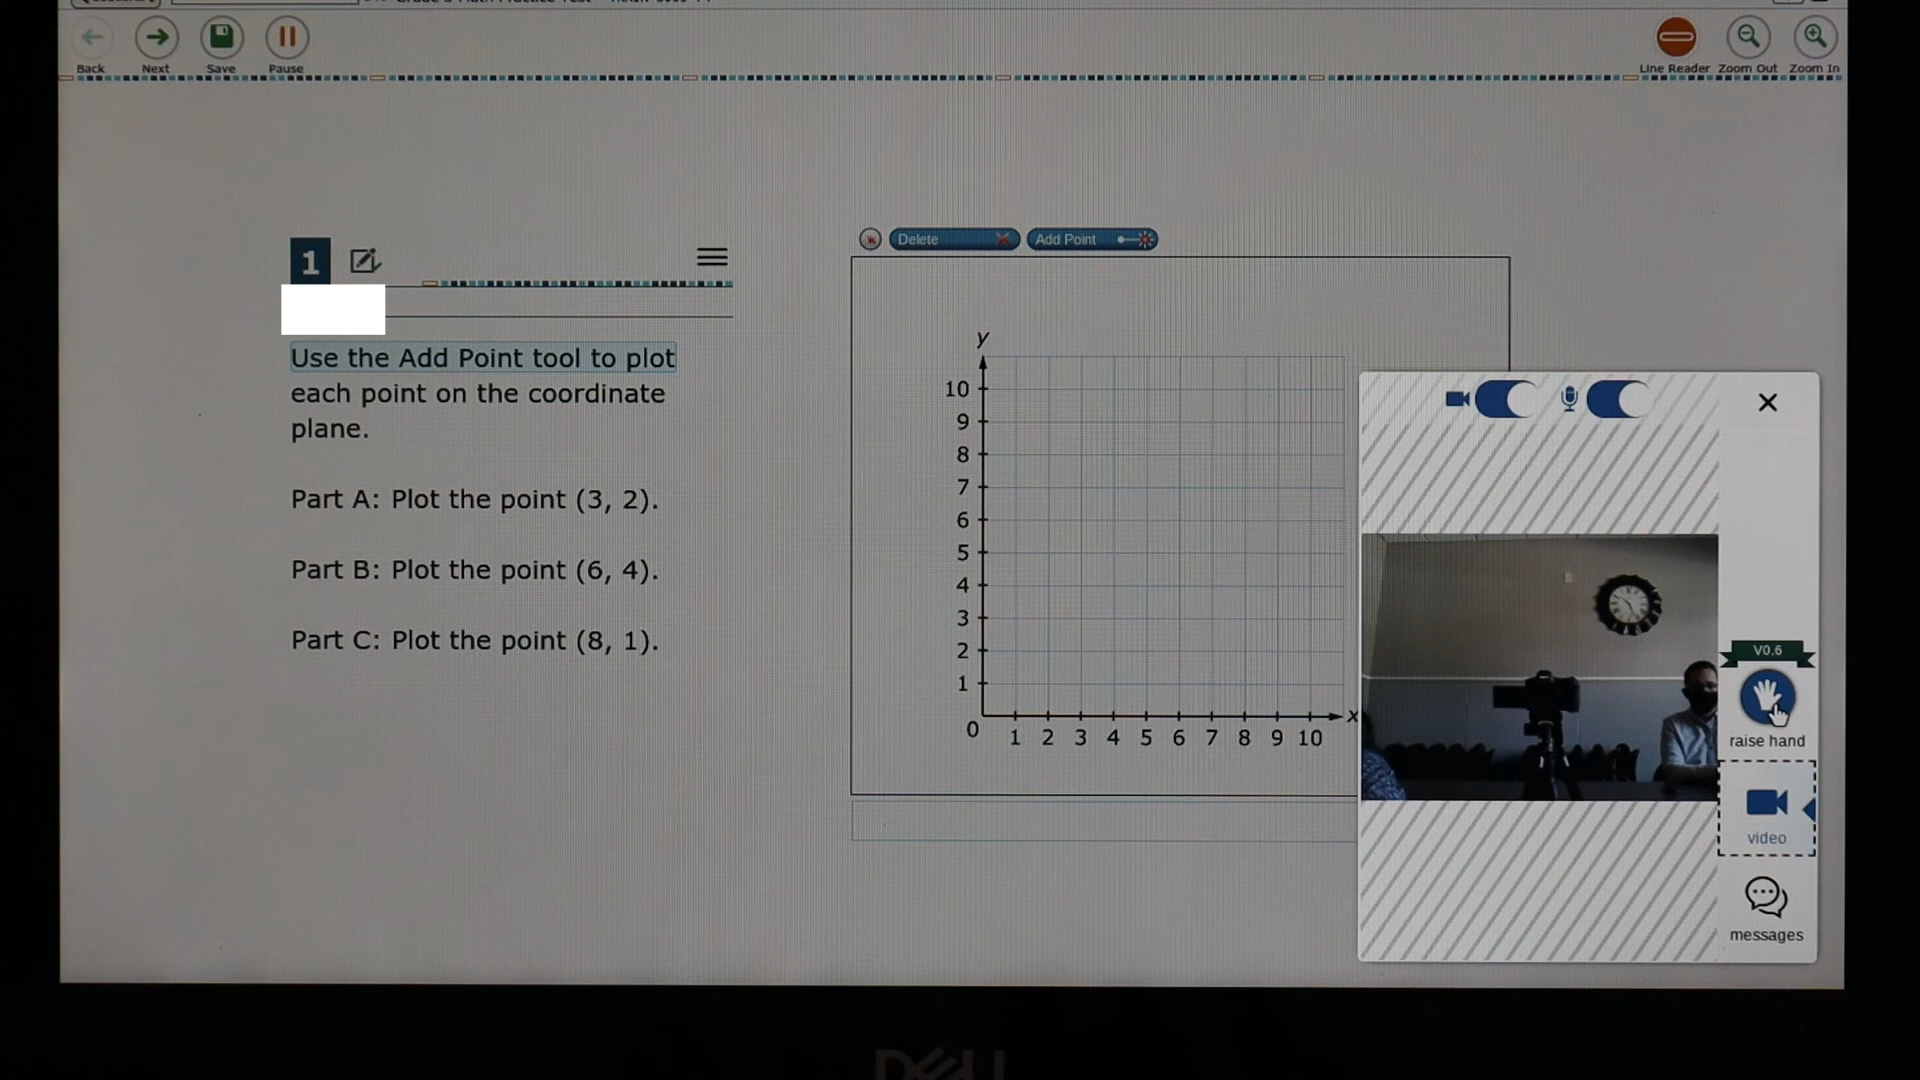 Back
Next
Save
Pause
Line Reader
Zoom Out
Zoom In
1
Use the Add Point tool to plot
each point on the coordinate
plane.
Part A: Plot the point (3, 2).
Part B: Plot the point (6, 4).
Part C: Plot the point (8, 1).
Delete
Add Point
y
10
9
8
7
6
5
4
3
2
1
0
1 2 3 4 5 6 7 8 9 10
x
V0.6
raise hand
video
messages
DELL